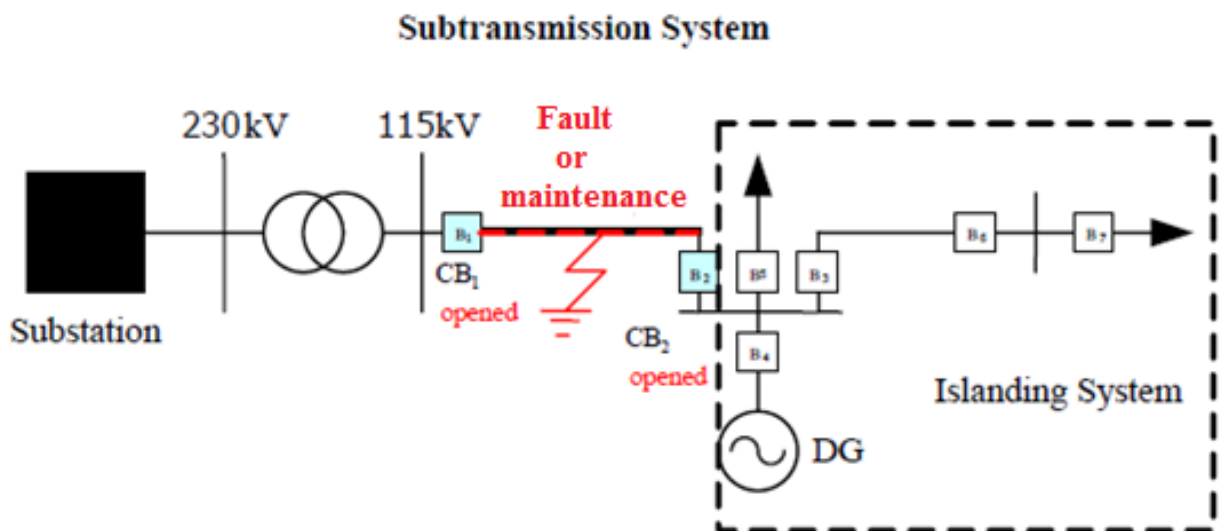 Subtransmission System
230kV
115kV
Fault
or
maintenance
B1
CB1
opened
B2
B5
B3
B6
B7
CB2
opened
B4
DG
Substation
Islanding System